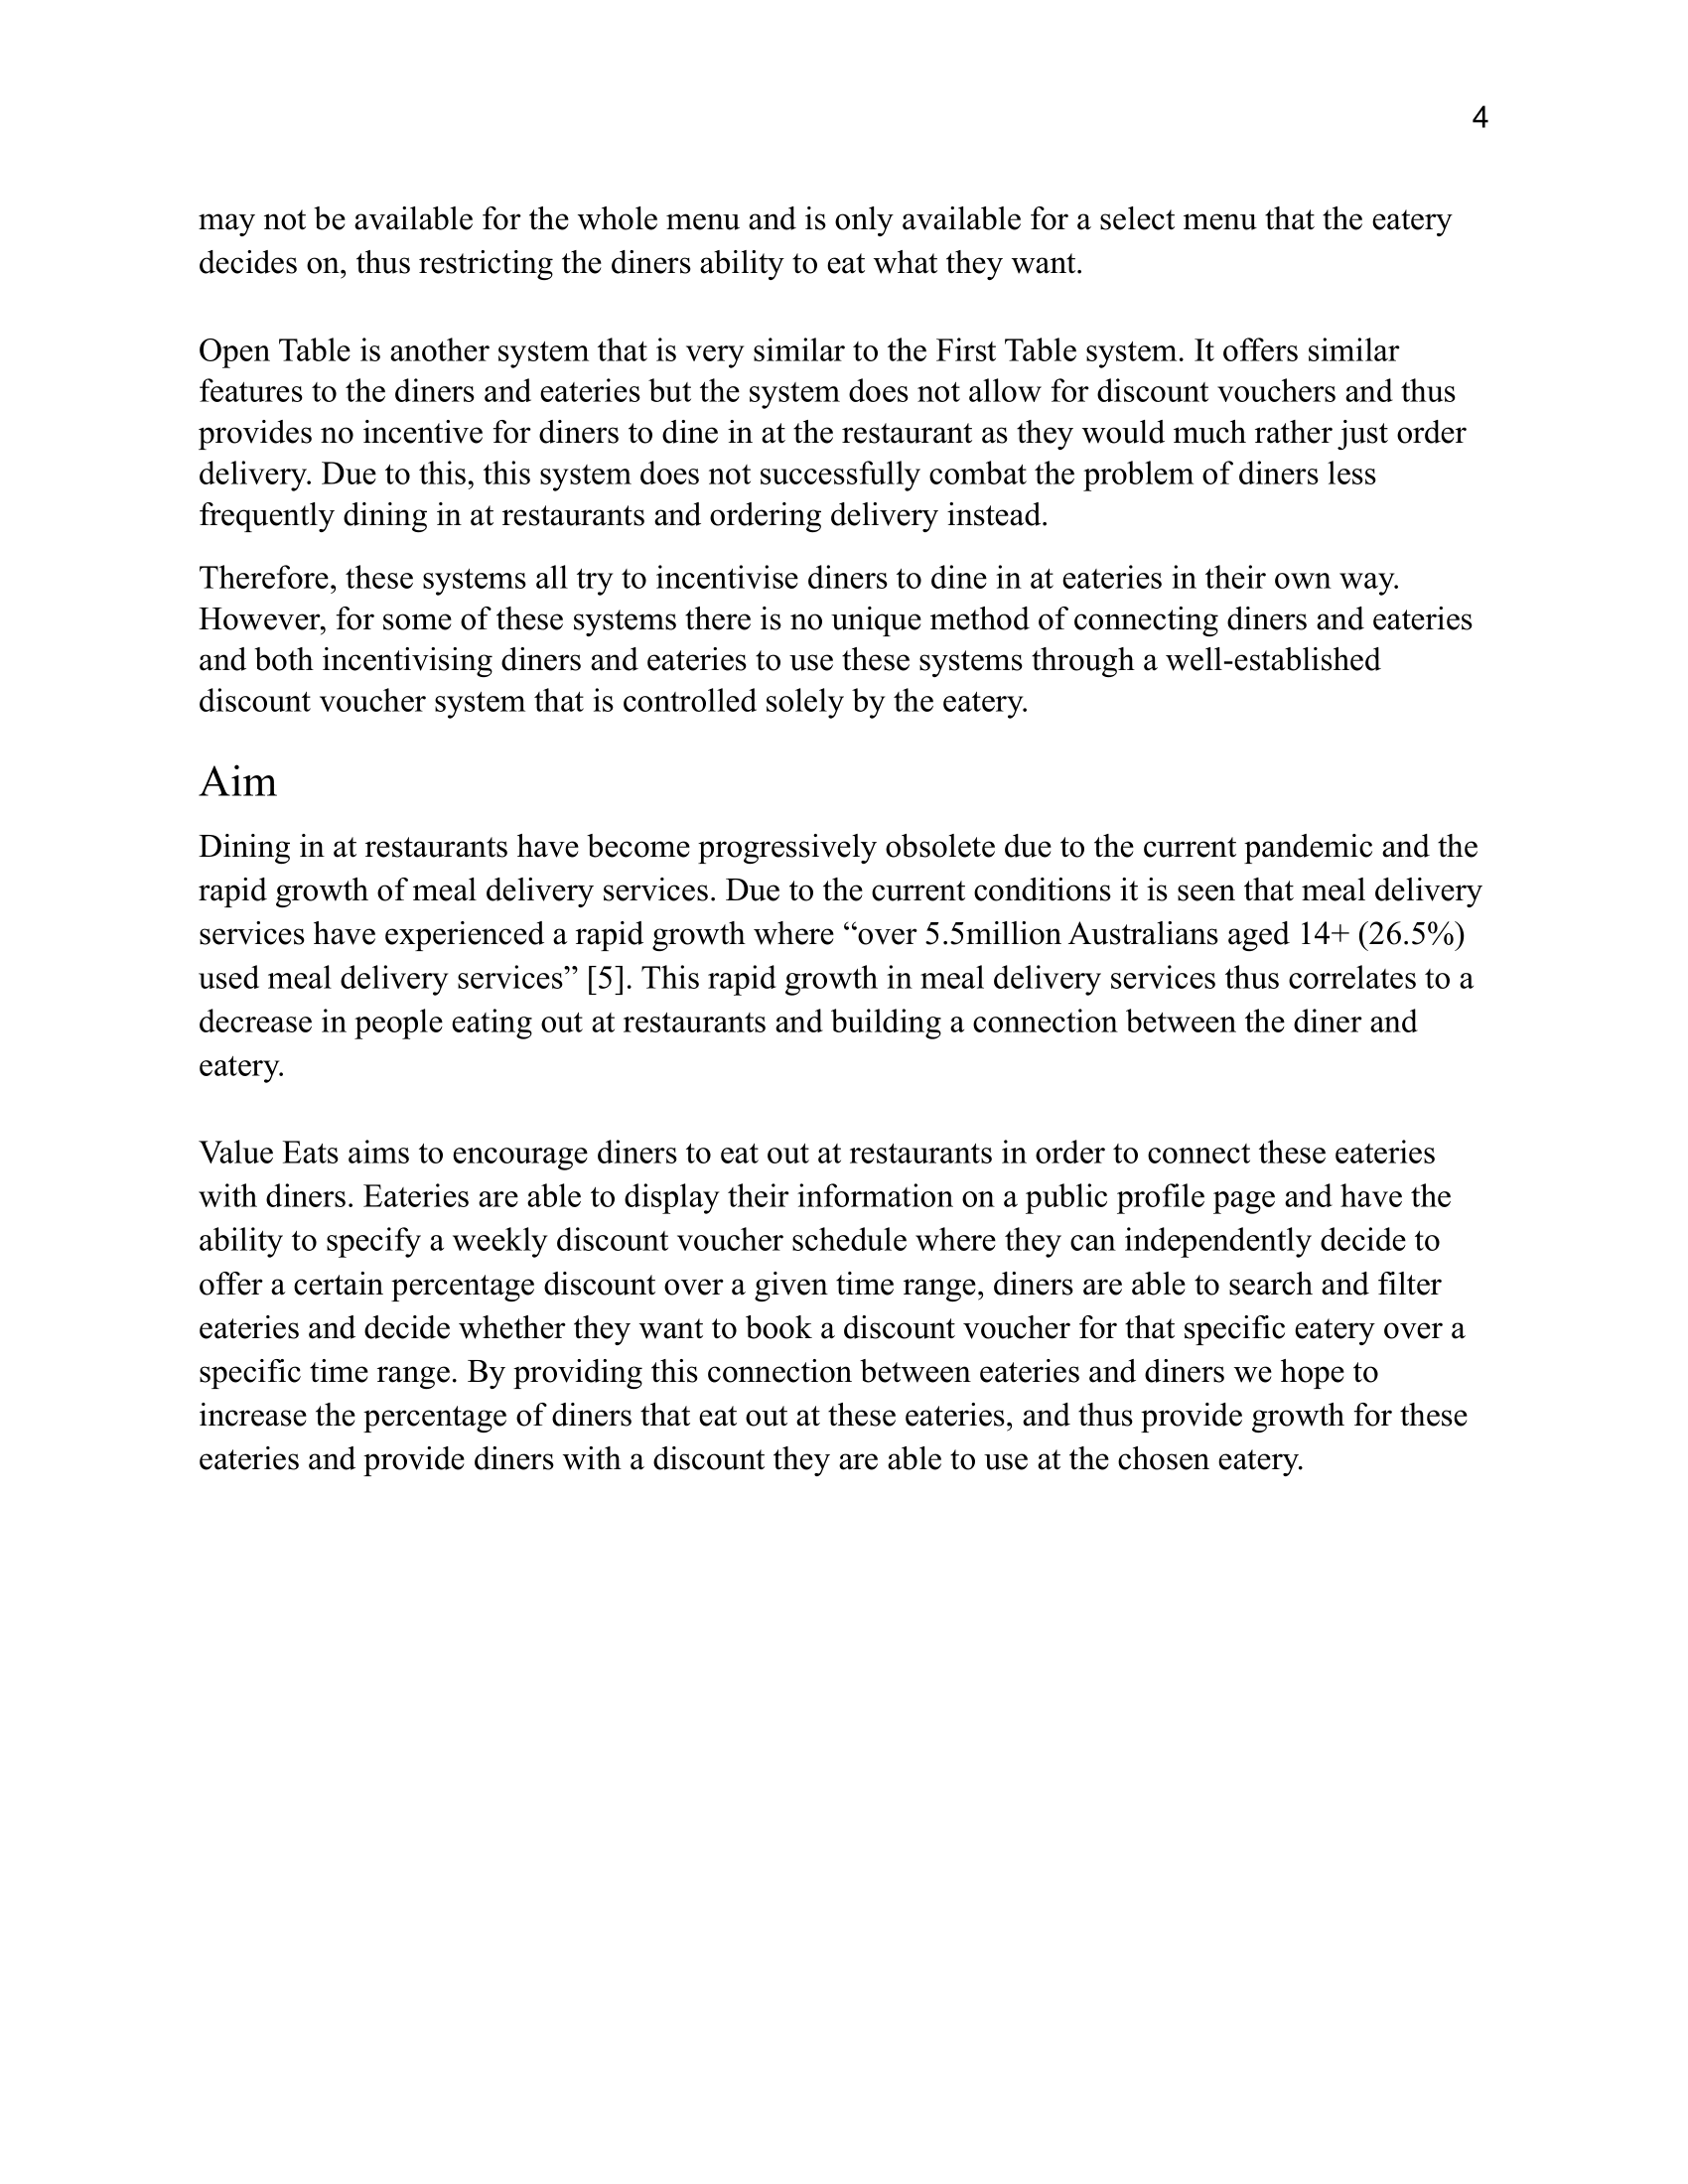 4
may not be available for the whole menu and is only available for a select menu that the eatery
decides on, thus restricting the diners ability to eat what they want.
Open Table is another system that is very similar to the First Table system. It offers similar
features to the diners and eateries but the system does not allow for discount vouchers and thus
provides no incentive for diners to dine in at the restaurant as they would much rather just order
delivery. Due to this, this system does not successfully combat the problem of diners less
frequently dining in at restaurants and ordering delivery instead.
Therefore, these systems all try to incentivise diners to dine in at eateries in their own way.
However, for some of these systems there is no unique method of connecting diners and eateries
and both incentivising diners and eateries to use these systems through a well-established
discount voucher system that is controlled solely by the eatery.
Aim
Dining in at restaurants have become progressively obsolete due to the current pandemic and the
rapid growth of meal delivery services. Due to the current conditions it is seen that meal delivery
services have experienced a rapid growth where “over 5.5million Australians aged 14+ (26.5%)
used meal delivery services” [5]. This rapid growth in meal delivery services thus correlates to a
decrease in people eating out at restaurants and building a connection between the diner and
eatery.
Value Eats aims to encourage diners to eat out at restaurants in order to connect these eateries
with diners. Eateries are able to display their information on a public profile page and have the
ability to specify a weekly discount voucher schedule where they can independently decide to
offer a certain percentage discount over a given time range, diners are able to search and filter
eateries and decide whether they want to book a discount voucher for that specific eatery over a
specific time range. By providing this connection between eateries and diners we hope to
increase the percentage of diners that eat out at these eateries, and thus provide growth for these
eateries and provide diners with a discount they are able to use at the chosen eatery.